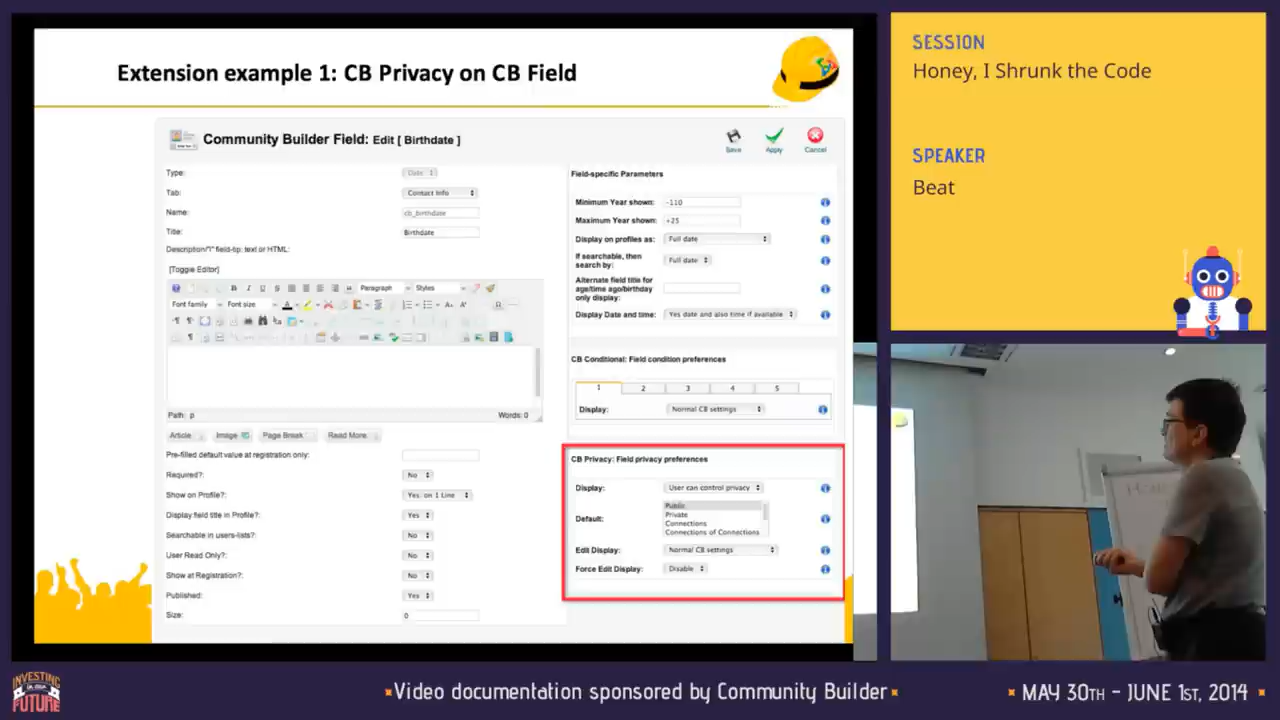 Extension example 1: CB Privacy on CB Field
Community Builder Field: Edit [ Birthdate ]
Save
Apply
Cancel
Type:
Date
Tab:
Contact Info
Name:
cb_birthdate
Title:
Birthdate
Description/"i" field-tip: text or HTML:
[Toggle Editor]
Paragraph
Styles
Font family
Font size
Path: p
Words: 0
Article
Image
Page Break
Read More
Pre-filled default value at registration only:
Required?:
No
Show on Profile?:
Yes: on 1 Line
Display field title in Profile?:
Yes
Searchable in users-lists?:
No
User Read Only?:
No
Show at Registration?:
No
Published:
Yes
Size:
0
Field-specific Parameters
Minimum Year shown:
-110
Maximum Year shown:
+25
Display on profiles as:
Full date
If searchable, then
search by:
Full date
Alternate field title for
age/time ago/birthday
only display:
Display Date and time:
Yes date and also time if available
CB Conditional: Field condition preferences
1 2 3 4 5
Display:
Normal CB settings
CB Privacy: Field privacy preferences
Display:
User can control privacy
Default:
Public
Private
Connections
Connections of Connections
Edit Display:
Normal CB settings
Force Edit Display:
Disable
SESSION
Honey, I Shrunk the Code
SPEAKER
Beat
INVESTING
IN OUR
FUTURE
Video documentation sponsored by Community Builder
MAY 30TH - JUNE 1ST, 2014